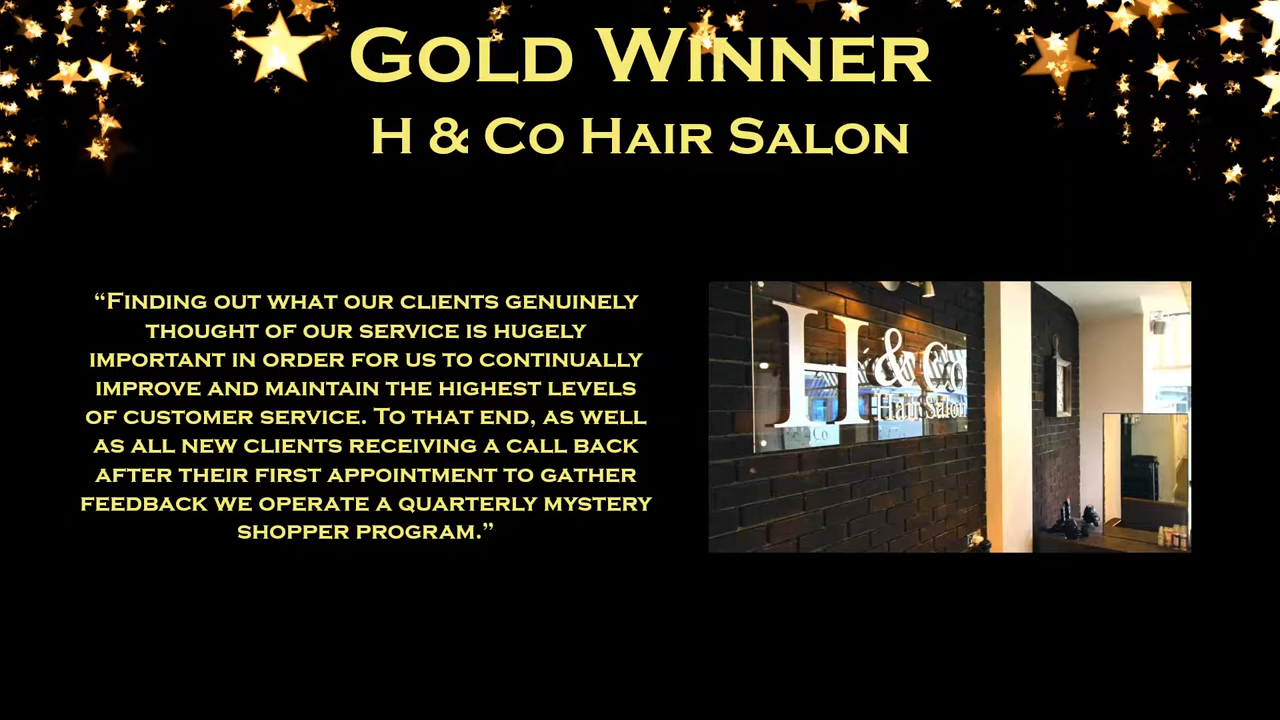 GOLD WINNER
H & CO HAIR SALON
“FINDING OUT WHAT OUR CLIENTS GENUINELY
THOUGHT OF OUR SERVICE IS HUGELY
IMPORTANT IN ORDER FOR US TO CONTINUALLY
IMPROVE AND MAINTAIN THE HIGHEST LEVELS
OF CUSTOMER SERVICE. TO THAT END, AS WELL
AS ALL NEW CLIENTS RECEIVING A CALL BACK
AFTER THEIR FIRST APPOINTMENT TO GATHER
FEEDBACK WE OPERATE A QUARTERLY MYSTERY
SHOPPER PROGRAM.”
H & Co
Hair Salon